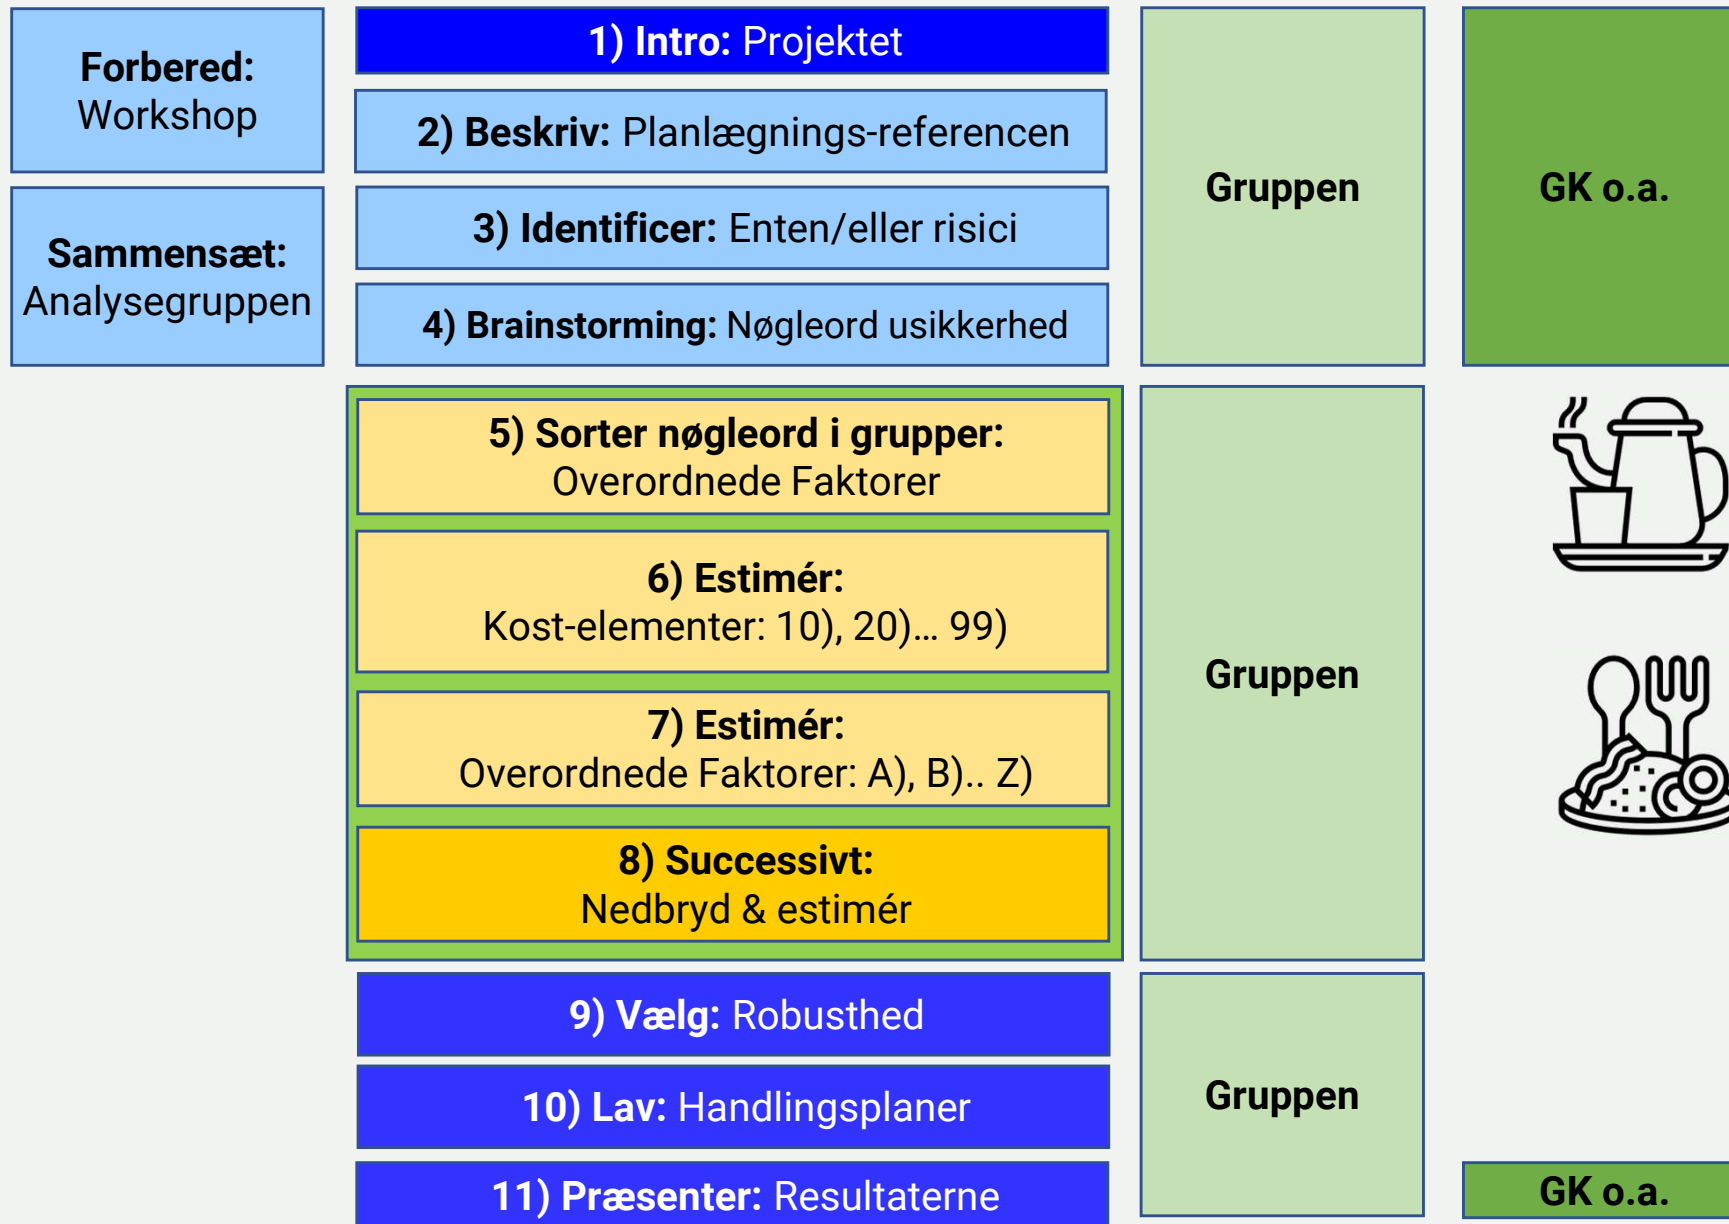 Forbered:
Workshop
Sammensæt:
Analysegruppen
1) Intro: Projektet
2) Beskriv: Planlægnings-referencen
3) Identificer: Enten/eller risici
4) Brainstorming: Nøgleord usikkerhed
Gruppen
GK o.a.
5) Sorter nøgleord i grupper:
Overordnede Faktorer
6) Estimér:
Kost-elementer: 10), 20)... 99)
7) Estimér:
Overordnede Faktorer: A), B).. Z)
8) Successivt:
Nedbryd & estimér
Gruppen
9) Vælg: Robusthed
10) Lav: Handlingsplaner
11) Præsenter: Resultaterne
Gruppen
GK o.a.